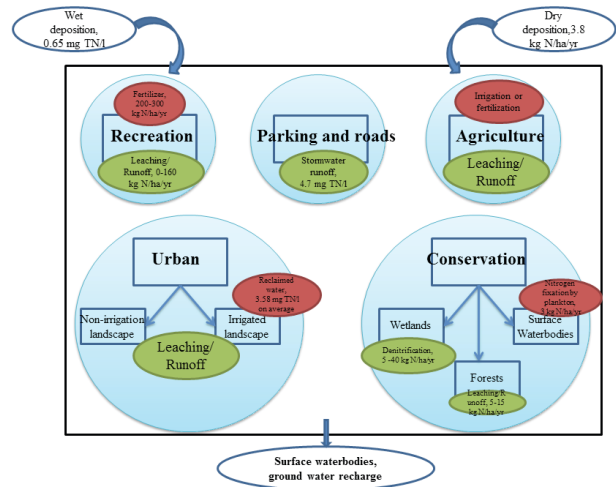 Wet
deposition,
0.65 mg TN/l
Dry
deposition,3.8
kg N/ha/yr
Fertilizer,
200-300
kg N/ha/yr
Recreation
Leaching/
Runoff, 0-160
kg N/ha/yr
Parking and roads
Stormwater
runoff,
4.7 mg TN/l
Irrigation or
fertilization
Agriculture
Leaching/
Runoff
Urban
Reclaimed
water,
3.58 mg TN/l
on average
Non-irrigation
landscape
Irrigated
landscape
Leaching/
Runoff
Conservation
Nitrogen
fixation by
plankton,
3 kg N/ha/yr
Wetlands
Surface
Waterbodies
Denitrification,
5 -40 kg N/ha/yr
Forests
Leaching/R
unoff, 5-15
kg N/ha/yr
Surface waterbodies,
ground water recharge